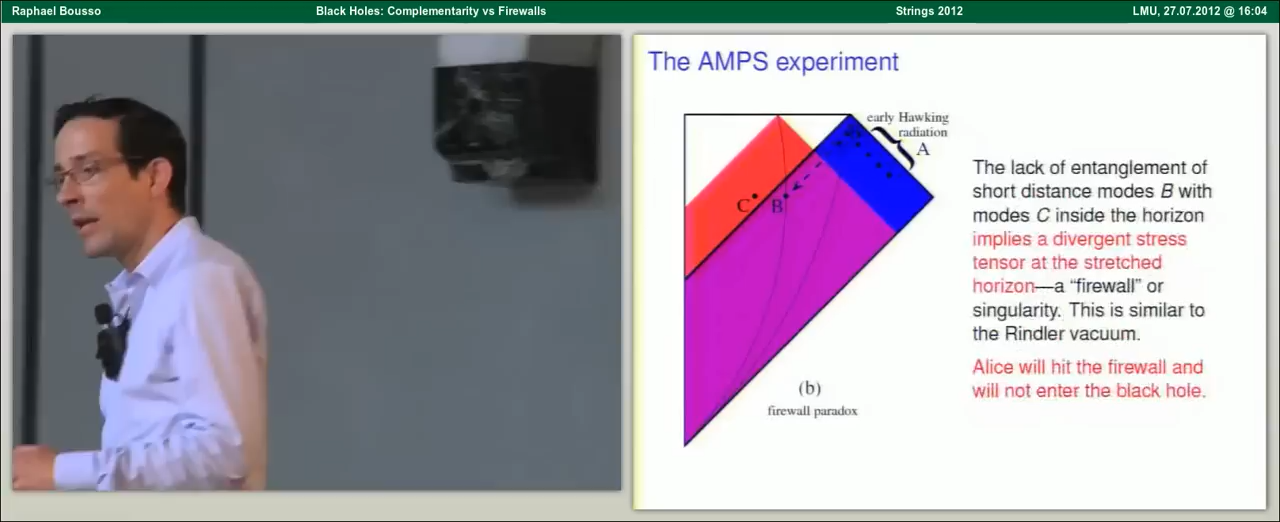 Raphael Bousso
Black Holes: Complementarity vs Firewalls
Strings 2012
LMU, 27.07.2012 @ 16:04
The AMPS experiment
early Hawking
radiation
A
C
B
The lack of entanglement of
short distance modes B with
modes C inside the horizon
implies a divergent stress
tensor at the stretched
horizon—a “firewall” or
singularity. This is similar to
the Rindler vacuum.
Alice will hit the firewall and
will not enter the black hole.
(b)
firewall paradox